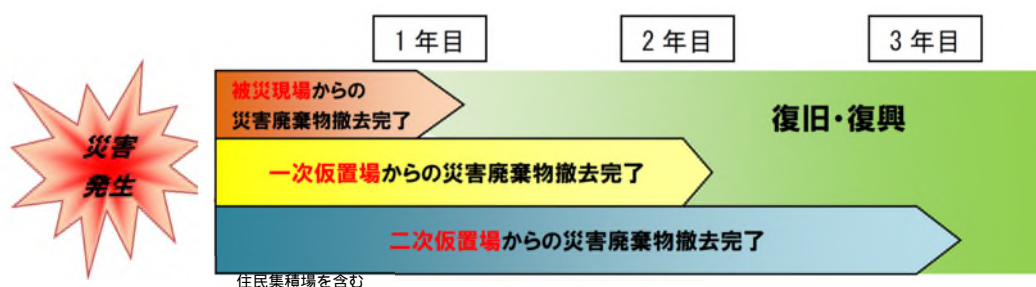 1年目
2年目
3年目
災害
発生
被災現場からの
災害廃棄物撤去完了
復旧・復興
一次仮置場からの災害廃棄物撤去完了
二次仮置場からの災害廃棄物撤去完了
住民集積場を含む